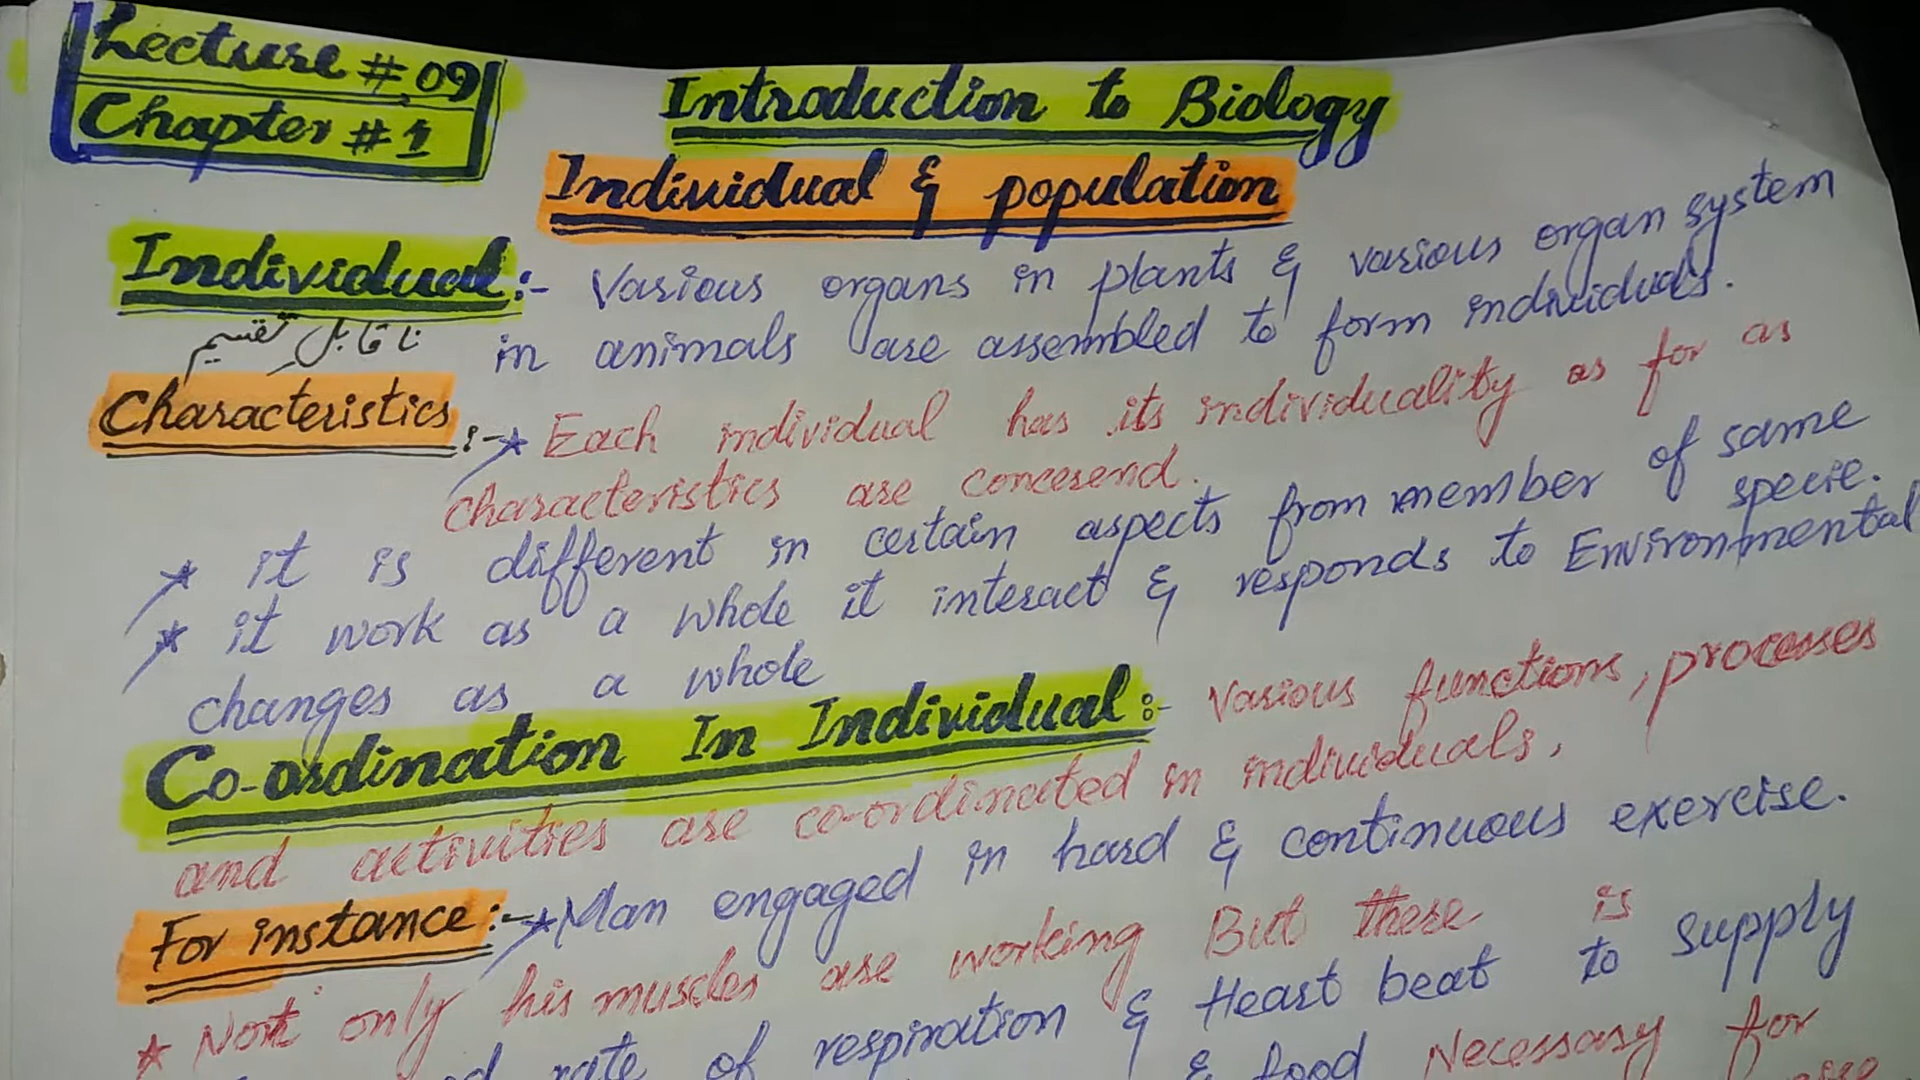 Lecture # 09
Chapter # 1
Introduction to Biology
Individual & population
Individual:- Various organs in plants & various organ system
ناقابل تقسیم
in animals are assembled to form individuals.
Characteristics:- * Each individual has its individuality as for as
characteristics are concerend.
* it is different in certain aspects from member of same specie.
* it work as a whole it interact & responds to Environmental
changes as a whole
Co-ordination In Individual:- Various functions, processes
and activities are co-ordinated in individuals,
For instance:- * Man engaged in hard & continuous exercise.
* Not only his muscles are working But there is
rate of respiration & Heart beat to supply
& food Necessary for